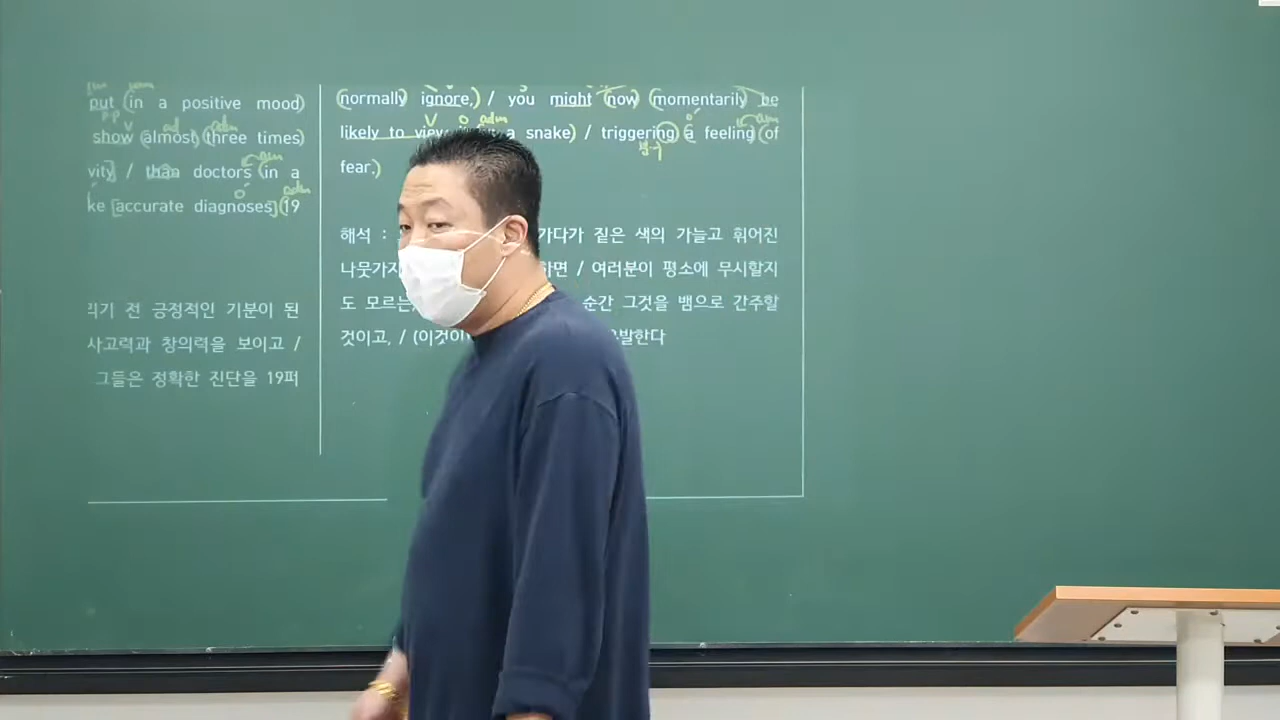 put (in a positive mood)
show (almost) (three times)
vity] / than doctors (in a
ke [accurate diagnoses] (19
리기 전 긍정적인 기분이 된
사고력과 창의력을 보이고 /
그들은 정확한 진단을 19퍼
(normally) ignore,) / you might (now) (momentarily) be
likely to view a snake) / triggering a feeling) (of
fear.)
해석 : 가다가 짙은 색의 가늘고 휘어진
나뭇가지 하면 / 여러분이 평소에 무시할지
도 모르는 순간 그것을 뱀으로 간주할
것이고, / (이것이 발한다